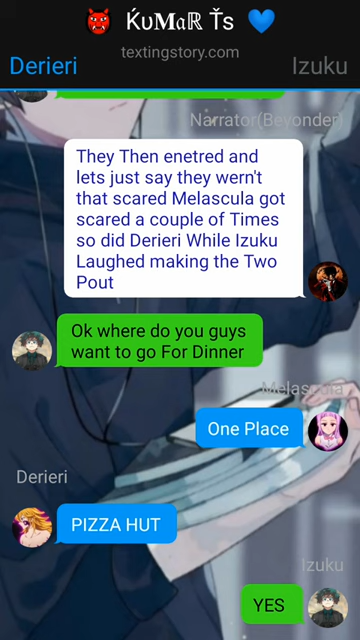 👹 ḰυᴍaℝŤs 💙
textingstory.com
Derieri Izuku
Narrator(Beyonder)
They Then enetred and
lets just say they wern't
that scared Melascula got
scared a couple of Times
so did Derieri While Izuku
Laughed making the Two
Pout
Ok where do you guys
want to go For Dinner
Melascula
One Place
Derieri
PIZZA HUT
Izuku
YES